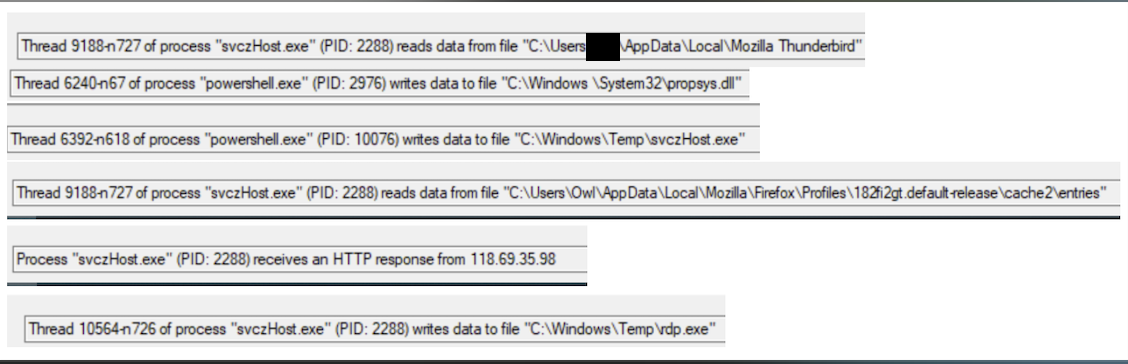 Thread 9188-n727 of process "svczHost.exe" (PID: 2288) reads data from file "C:\Users\AppData\Local\Mozilla Thunderbird"
Thread 6240-n67 of process "powershell.exe" (PID: 2976) writes data to file "C:\Windows \System32\propsys.dll"
Thread 6392-n618 of process "powershell.exe" (PID: 10076) writes data to file "C:\Windows\Temp\svczHost.exe"
Thread 9188-n727 of process "svczHost.exe" (PID: 2288) reads data from file "C:\Users\Owl\AppData\Local\Mozilla\Firefox\Profiles\182fi2gt.default-release\cache2\entries"
Process "svczHost.exe" (PID: 2288) receives an HTTP response from 118.69.35.98
Thread 10564-n726 of process "svczHost.exe" (PID: 2288) writes data to file "C:\Windows\Temp\rdp.exe"